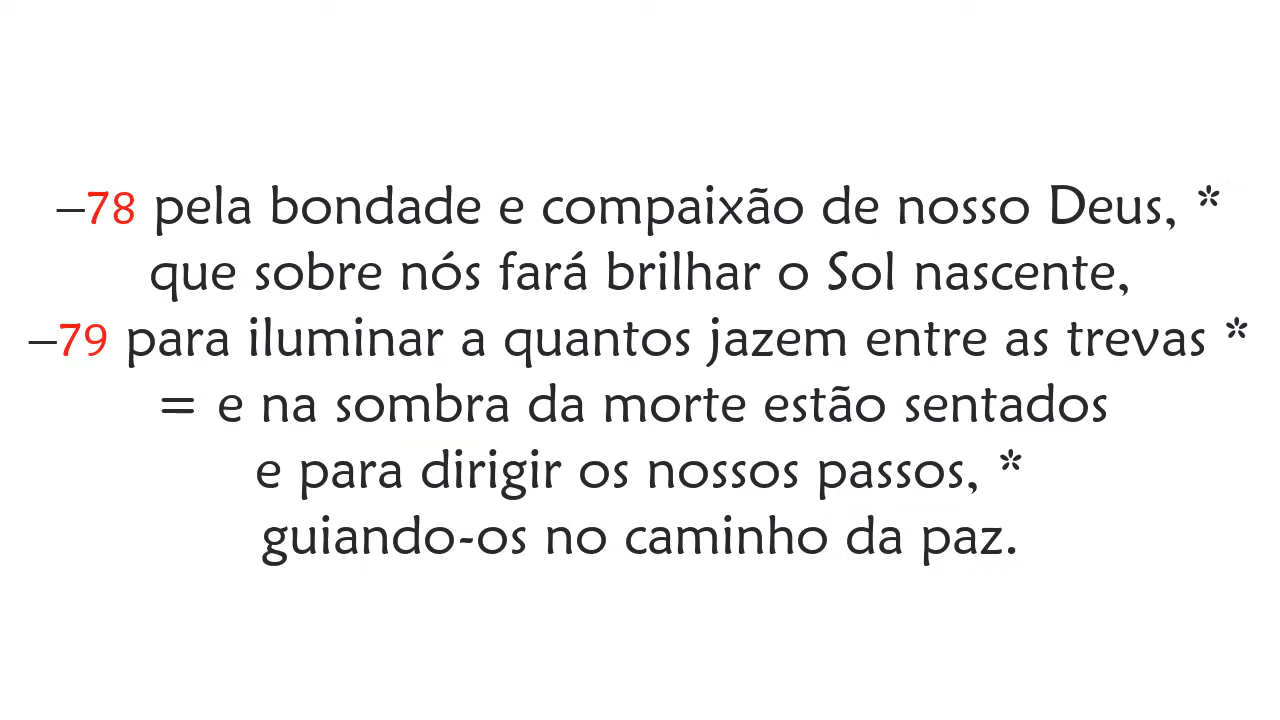 –78 pela bondade e compaixão de nosso Deus, *
que sobre nós fará brilhar o Sol nascente,
–79 para iluminar a quantos jazem entre as trevas *
= e na sombra da morte estão sentados
e para dirigir os nossos passos, *
guiando-os no caminho da paz.